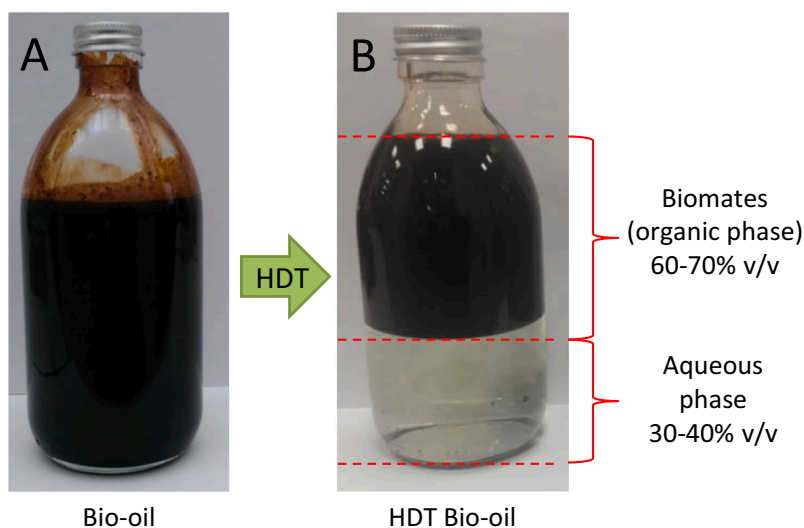 A
B
HDT
Biomates
(organic phase)
60-70% v/v
Aqueous
phase
30-40% v/v
Bio-oil
HDT Bio-oil